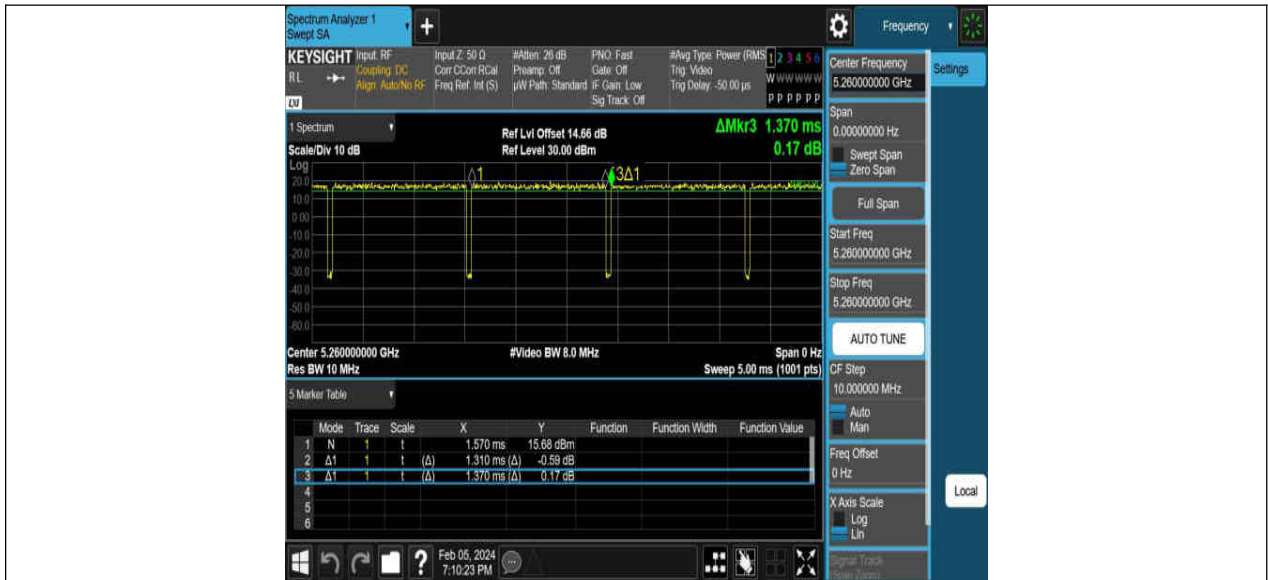 Spectrum Analyzer 1
Swept SA
+
Frequency
KEYSIGHT
RL
LXI
Input: RF
Coupling: DC
Align: Auto/No RF
Input Z: 50 Ω
Corr CCorr RCal
Freq Ref: Int (S)
#Atten: 26 dB
Preamp: Off
µW Path: Standard
PNO: Fast
Gate: Off
IF Gain: Low
Sig Track: Off
#Avg Type: Power (RMS
Trig: Video
Trig Delay: -50.00 µs
1 2 3 4 5 6
W W W W W W
P P P P P P
Center Frequency
5.260000000 GHz
Settings
1 Spectrum
Ref Lvl Offset 14.66 dB
ΔMkr3 1.370 ms
Scale/Div 10 dB
Ref Level 30.00 dBm
0.17 dB
Span
0.00000000 Hz
Swept Span
Zero Span
Log
1
3Δ1
20.0
10.0
0.00
-10.0
-20.0
-30.0
-40.0
-50.0
-60.0
Full Span
Start Freq
5.260000000 GHz
Stop Freq
5.260000000 GHz
AUTO TUNE
Center 5.260000000 GHz
#Video BW 8.0 MHz
Span 0 Hz
Res BW 10 MHz
Sweep 5.00 ms (1001 pts)
CF Step
10.000000 MHz
Auto
Man
5 Marker Table
Mode Trace Scale X Y Function Function Width Function Value
1 N 1 t 1.570 ms 15.68 dBm
2 Δ1 1 t (Δ) 1.310 ms (Δ) -0.59 dB
3 Δ1 1 t (Δ) 1.370 ms (Δ) 0.17 dB
4
5
6
Freq Offset
0 Hz
X Axis Scale
Log
Lin
Local
Signal Track
(Span Zoom)
?
Feb 05, 2024
7:10:23 PM